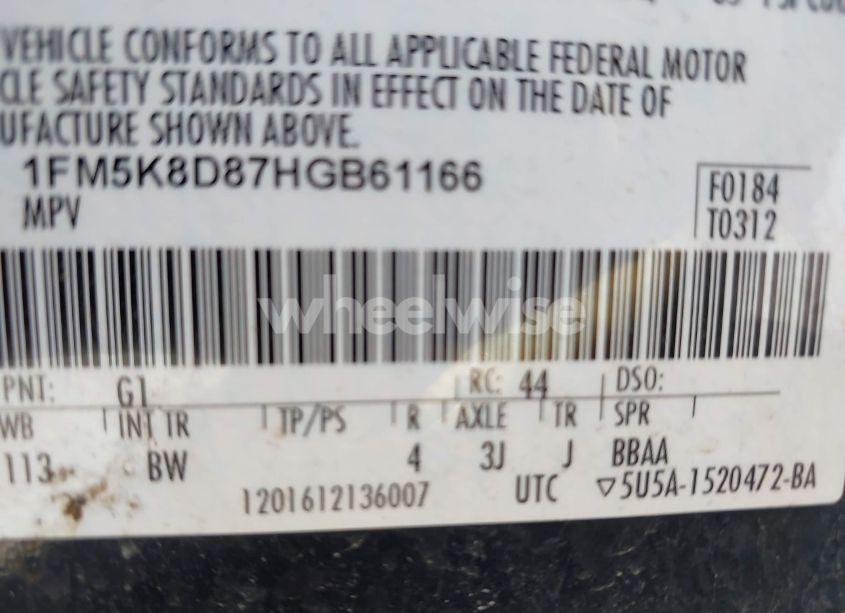 VEHICLE CONFORMS TO ALL APPLICABLE FEDERAL MOTOR
CLE SAFETY STANDARDS IN EFFECT ON THE DATE OF
UFACTURE SHOWN ABOVE.
1FM5K8D87HGB61166
MPV
F0184
T0312
wheelwise
PNT: G1 RC: 44 DSO:
WB INT TR TP/PS R AXLE TR SPR
113 BW 4 3J J BBAA
1201612136007 UTC ▽5U5A-1520472-BA